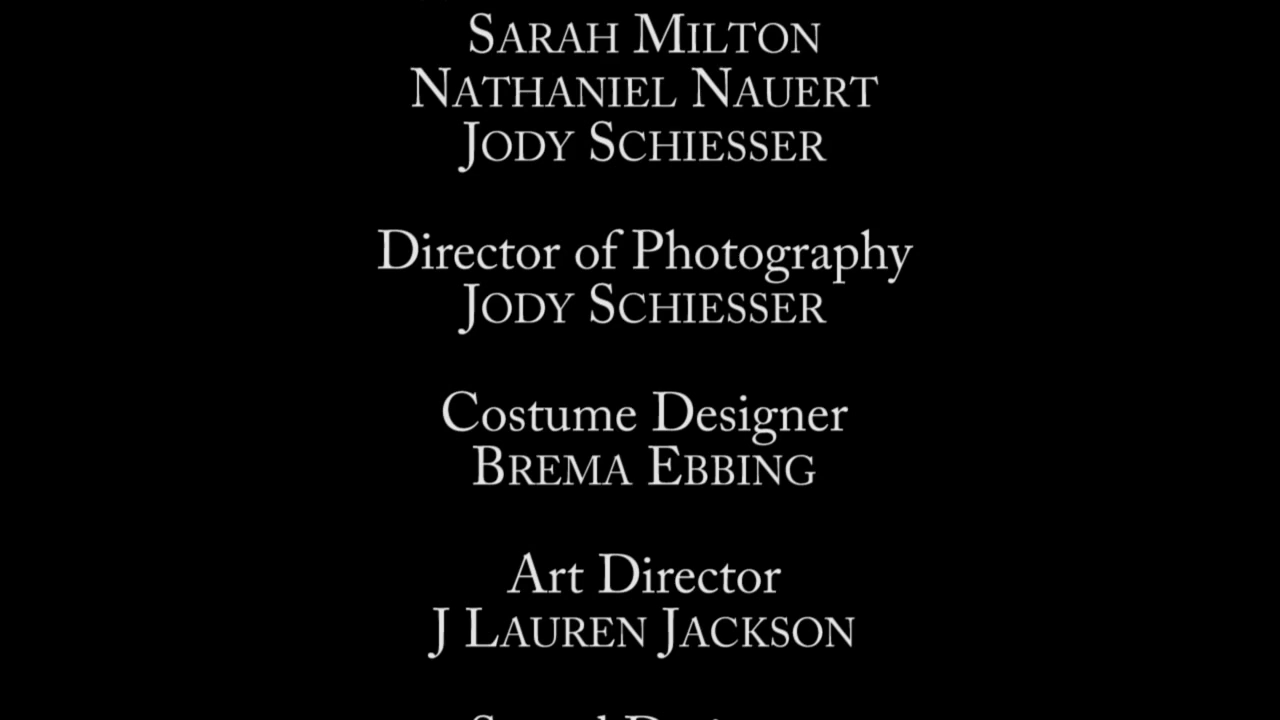 SARAH MILTON
NATHANIEL NAUERT
JODY SCHIESSER
Director of Photography
JODY SCHIESSER
Costume Designer
BREMA EBBING
Art Director
J LAUREN JACKSON